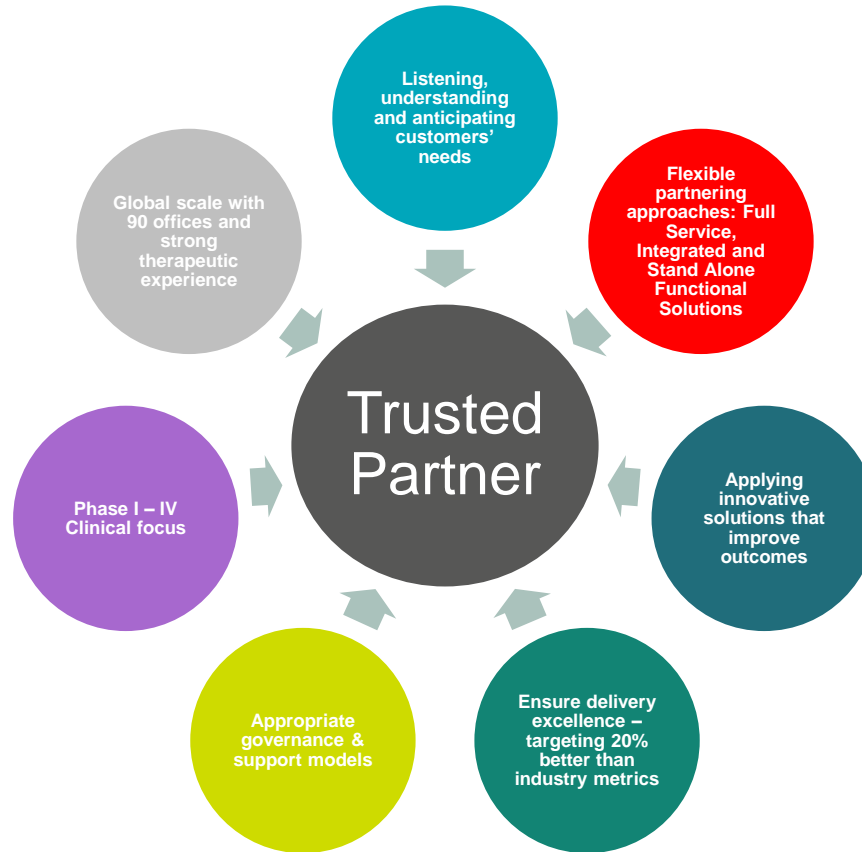 Listening,
understanding
and anticipating
customers’
needs
Flexible
partnering
approaches: Full
Service,
Integrated and
Stand Alone
Functional
Solutions
Applying
innovative
solutions that
improve
outcomes
Ensure delivery
excellence –
targeting 20%
better than
industry metrics
Appropriate
governance &
support models
Phase I – IV
Clinical focus
Global scale with
90 offices and
strong
therapeutic
experience
Trusted
Partner